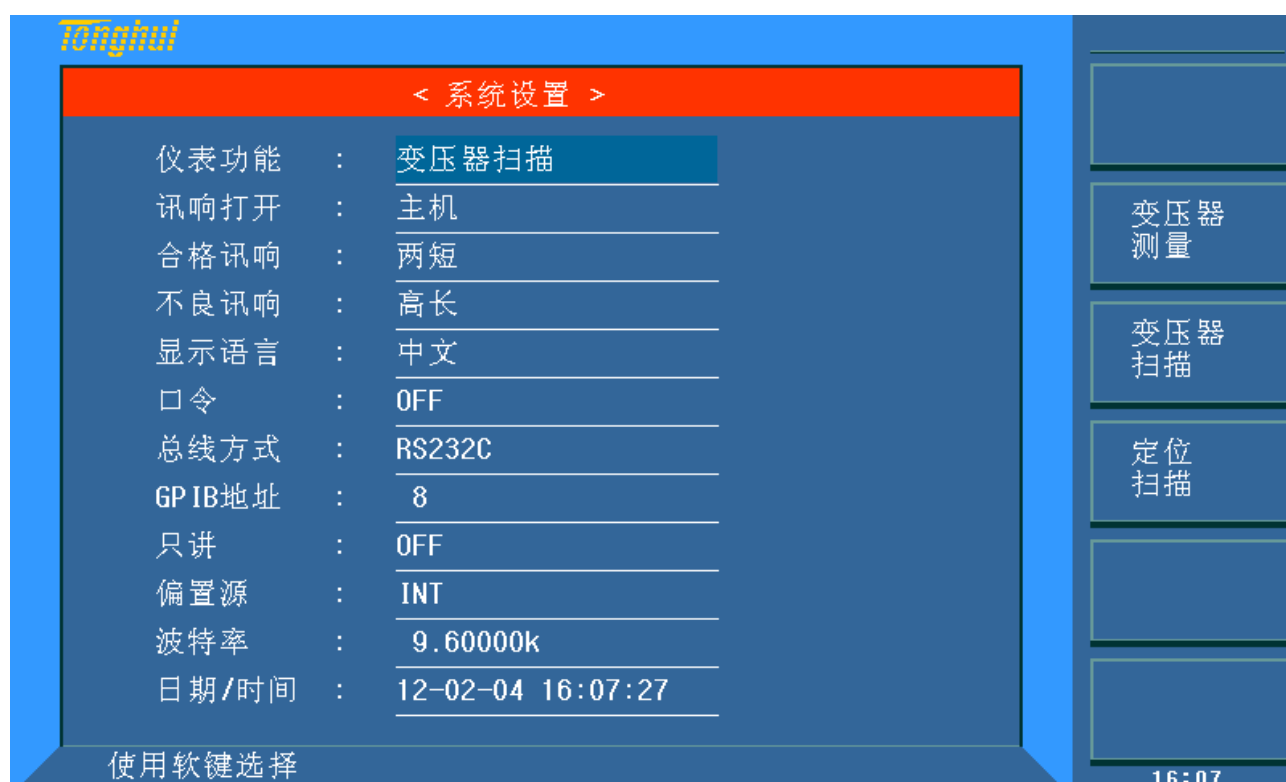 Tonghui
< 系统设置 >
仪表功能 : 变压器扫描
讯响打开 : 主机
合格讯响 : 两短
不良讯响 : 高长
显示语言 : 中文
口令 : OFF
总线方式 : RS232C
GPIB地址 : 8
只讲 : OFF
偏置源 : INT
波特率 : 9.60000k
日期/时间 : 12-02-04 16:07:27
使用软键选择
变压器
测量
变压器
扫描
定位
扫描
16:07